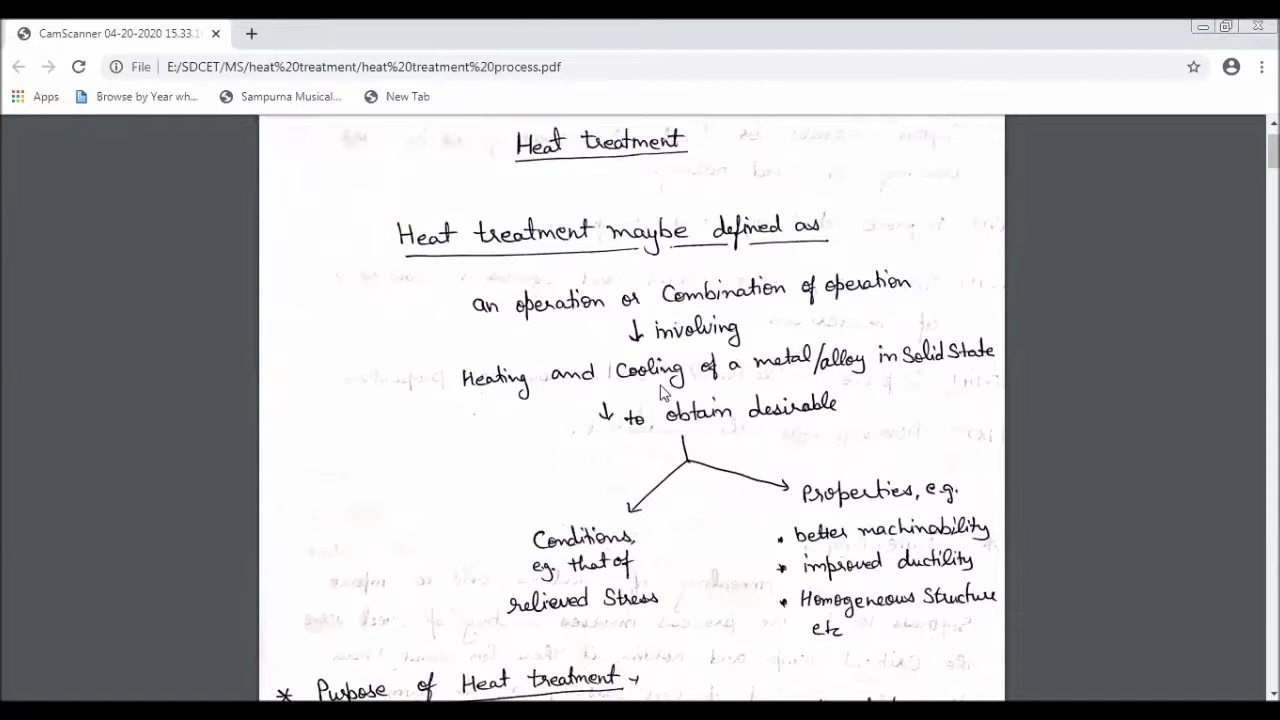 CamScanner 04-20-2020 15.33.1
File E:/SDCET/MS/heat%20treatment/heat%20treatment%20process.pdf
Apps Browse by Year wh... Sampurna Musical... New Tab
Heat treatment
Heat treatment maybe defined as
an operation or Combination of operation
↓ involving
Heating and Cooling of a metal/alloy in Solid State
↓ to obtain desirable
Conditions,
eg. that of
relieved Stress
Properties, e.g.
• better machinability
• improved ductility
• Homogeneous Structure
etc
* Purpose of Heat treatment →